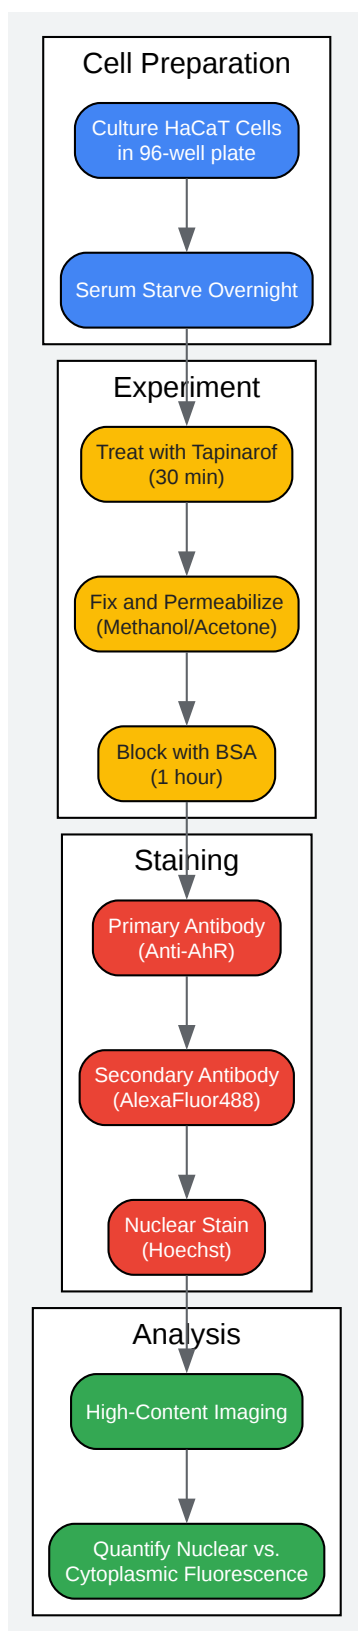 Cell Preparation
Culture HaCaT Cells
in 96-well plate
Serum Starve Overnight
Experiment
Treat with Tapinarof
(30 min)
Fix and Permeabilize
(Methanol/Acetone)
Block with BSA
(1 hour)
Staining
Primary Antibody
(Anti-AhR)
Secondary Antibody
(AlexaFluor488)
Nuclear Stain
(Hoechst)
Analysis
High-Content Imaging
Quantify Nuclear vs.
Cytoplasmic Fluorescence